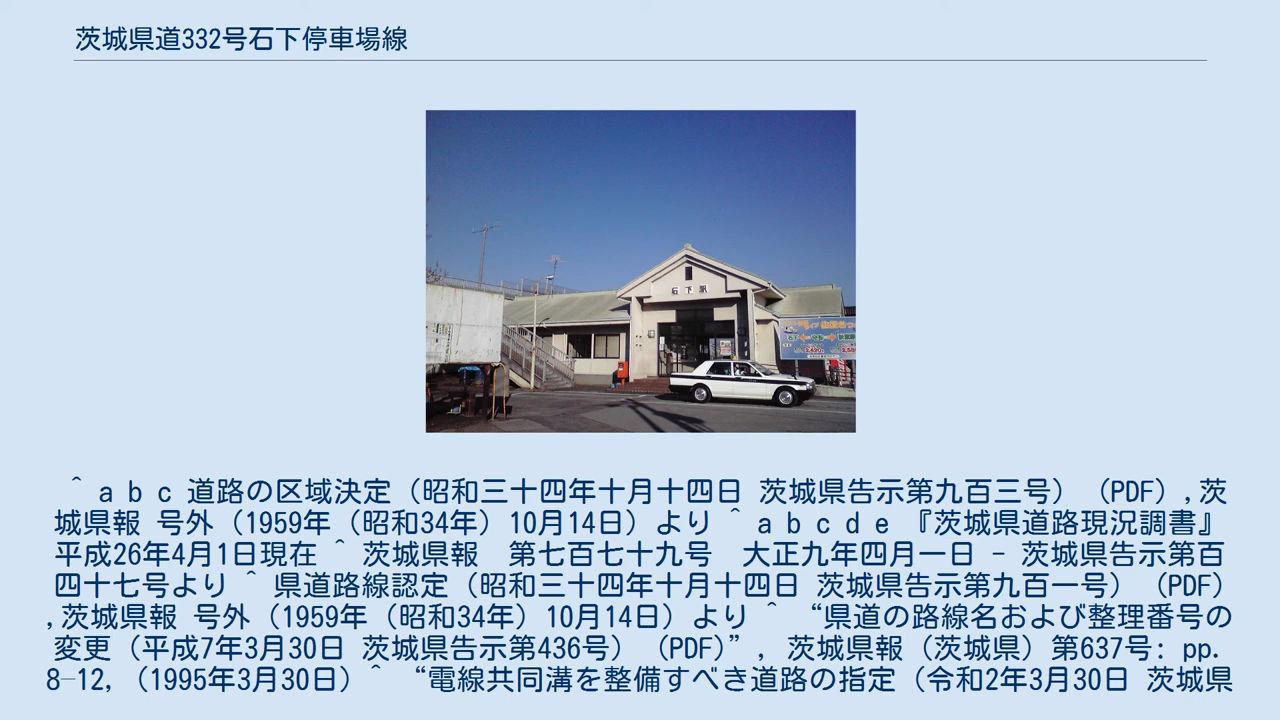 茨城県道332号石下停車場線
石下駅
^ a b c 道路の区域決定（昭和三十四年十月十四日 茨城県告示第九百三号）（PDF）,茨
城県報 号外（1959年（昭和34年）10月14日）より ^ a b c d e 『茨城県道路現況調書』
平成26年4月1日現在 ^ 茨城県報　第七百七十九号　大正九年四月一日 - 茨城県告示第百
四十七号より ^ 県道路線認定（昭和三十四年十月十四日 茨城県告示第九百一号）（PDF）
,茨城県報 号外（1959年（昭和34年）10月14日）より ^ “県道の路線名および整理番号の
変更（平成7年3月30日 茨城県告示第436号）（PDF）”, 茨城県報（茨城県）第637号: pp.
8–12, （1995年3月30日）^ “電線共同溝を整備すべき道路の指定（令和2年3月30日 茨城県